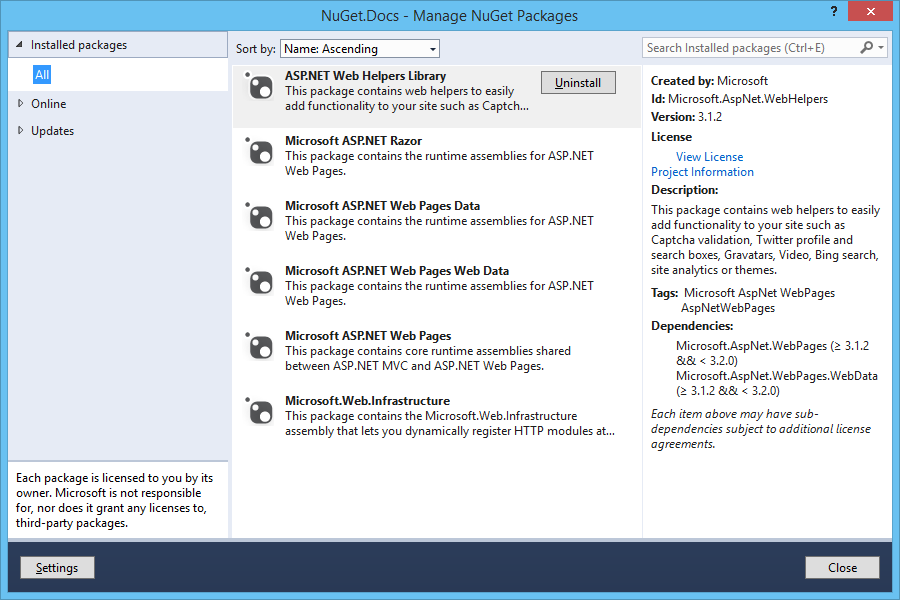 NuGet.Docs - Manage NuGet Packages
?
Installed packages
All
Online
Updates
Each package is licensed to you by its
owner. Microsoft is not responsible
for, nor does it grant any licenses to,
third-party packages.
Sort by: Name: Ascending
ASP.NET Web Helpers Library
This package contains web helpers to easily
add functionality to your site such as Captch...
Uninstall
Microsoft ASP.NET Razor
This package contains the runtime assemblies for ASP.NET
Web Pages.
Microsoft ASP.NET Web Pages Data
This package contains the runtime assemblies for ASP.NET
Web Pages.
Microsoft ASP.NET Web Pages Web Data
This package contains the runtime assemblies for ASP.NET
Web Pages.
Microsoft ASP.NET Web Pages
This package contains core runtime assemblies shared
between ASP.NET MVC and ASP.NET Web Pages.
Microsoft.Web.Infrastructure
This package contains the Microsoft.Web.Infrastructure
assembly that lets you dynamically register HTTP modules at...
Search Installed packages (Ctrl+E)
Created by: Microsoft
Id: Microsoft.AspNet.WebHelpers
Version: 3.1.2
License
View License
Project Information
Description:
This package contains web helpers to easily
add functionality to your site such as
Captcha validation, Twitter profile and
search boxes, Gravatars, Video, Bing search,
site analytics or themes.
Tags: Microsoft AspNet WebPages
AspNetWebPages
Dependencies:
Microsoft.AspNet.WebPages (≥ 3.1.2
&& < 3.2.0)
Microsoft.AspNet.WebPages.WebData
(≥ 3.1.2 && < 3.2.0)
Each item above may have sub-
dependencies subject to additional license
agreements.
Settings
Close